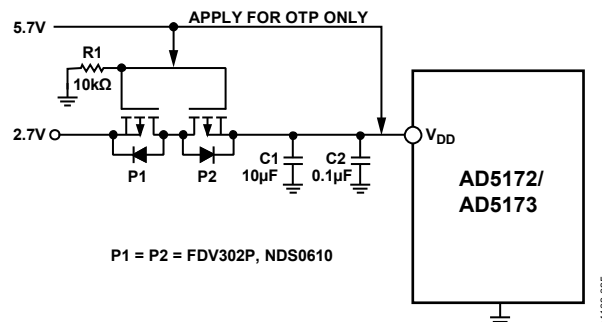 APPLY FOR OTP ONLY
5.7V
R1
10kΩ
2.7V
P1
P2
C1
10µF
C2
0.1µF
VDD
AD5172/
AD5173
P1 = P2 = FDV302P, NDS0610